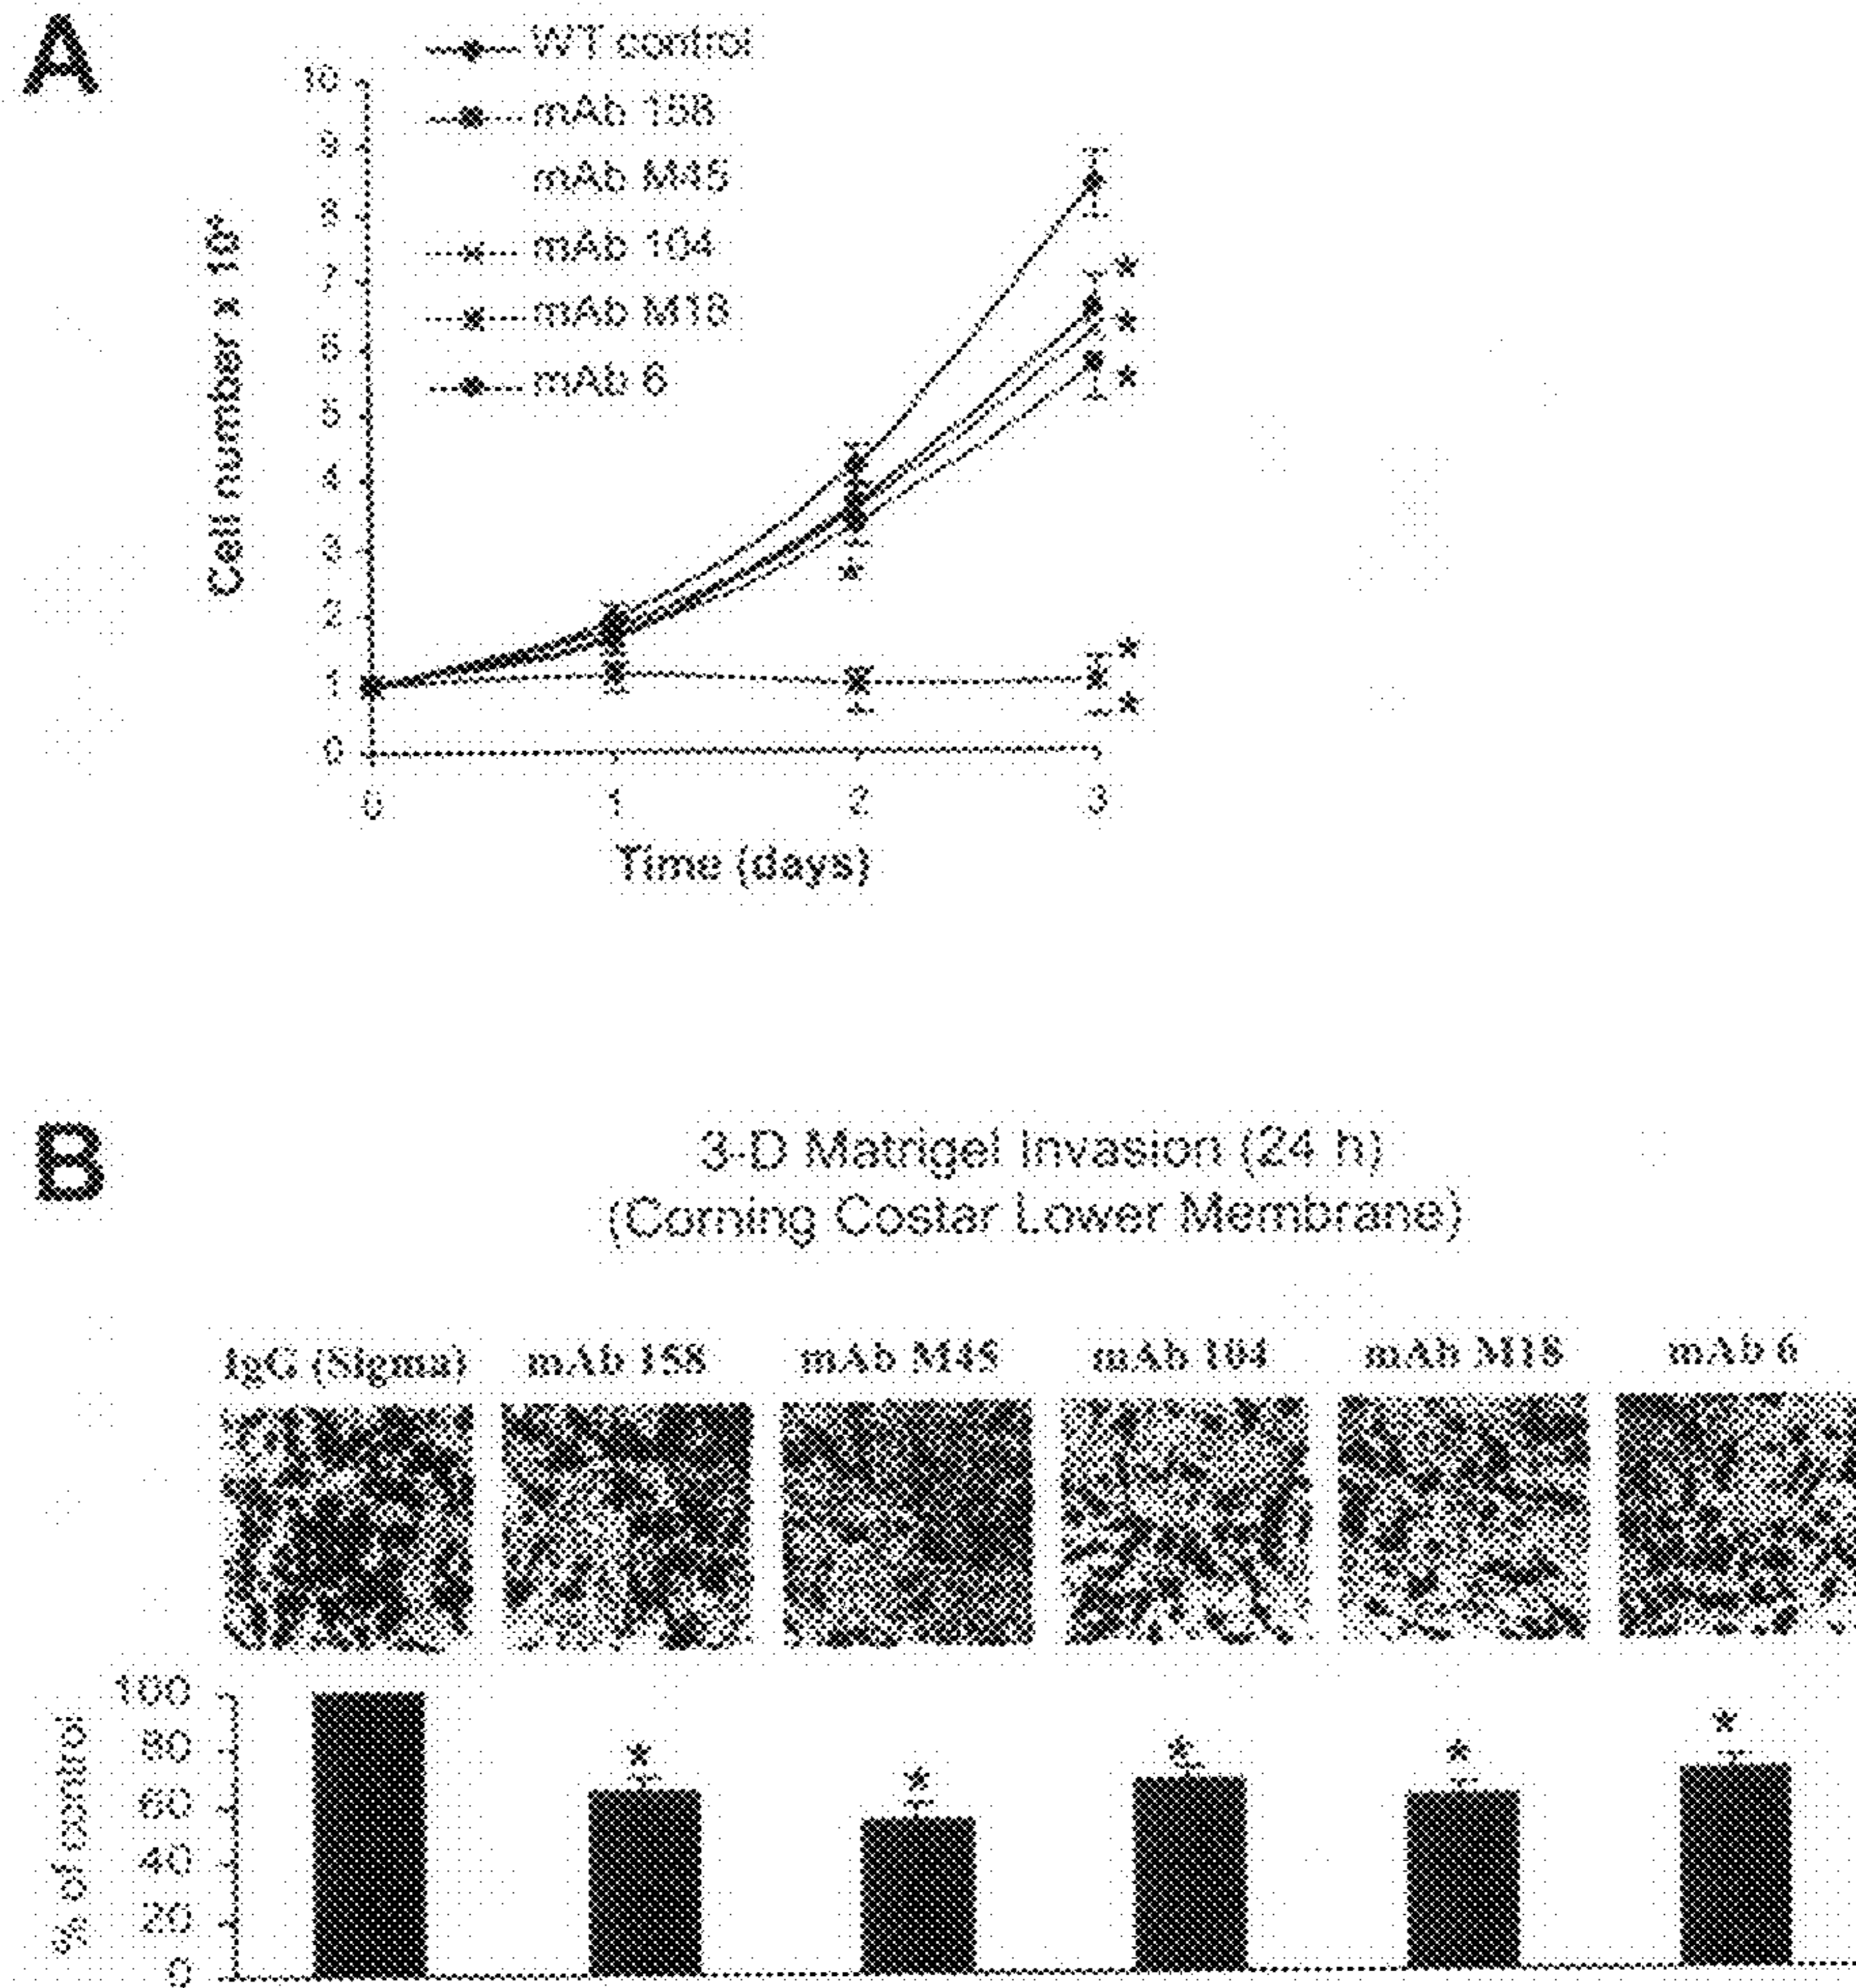 A
WT control
mAb 158
mAb M45
mAb 104
mAb M18
mAb 6
10
9
8
7
6
5
4
3
2
1
0
Cell number x
0 1 2 3
Time (days)
B
3-D Matrigel Invasion (24 h)
(Corning Costar Lower Membrane)
IgG (Sigma) mAb 158 mAb M45 mAb 104 mAb M18 mAb 6
100
80
60
40
20
0
% of control